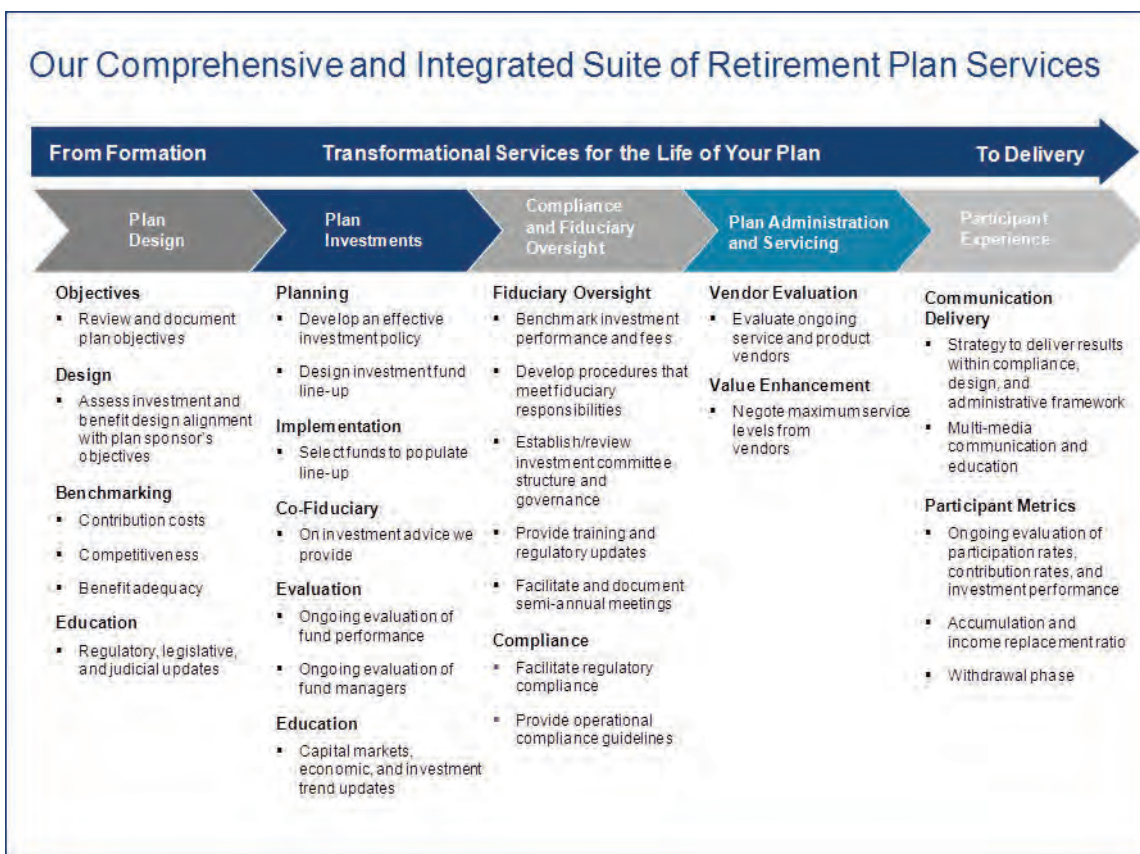 Our Comprehensive and Integrated Suite of Retirement Plan Services
From Formation
Transformational Services for the Life of Your Plan
To Delivery
Plan
Design
Plan
Investments
Compliance
and Fiduciary
Oversight
Plan Administration
and Servicing
Participant
Experience
Objectives
▪ Review and document
plan objectives
Design
▪ Assess investment and
benefit design alignment
with plan sponsor's
objectives
Benchmarking
▪ Contribution costs
▪ Competitiveness
▪ Benefit adequacy
Education
▪ Regulatory, legislative,
and judicial updates
Planning
▪ Develop an effective
investment policy
▪ Design investment fund
line-up
Implementation
▪ Select funds to populate
line-up
Co-Fiduciary
▪ On investment advice we
provide
Evaluation
▪ Ongoing evaluation of
fund performance
▪ Ongoing evaluation of
fund managers
Education
▪ Capital markets,
economic, and investment
trend updates
Fiduciary Oversight
▪ Benchmark investment
performance and fees
▪ Develop procedures that
meet fiduciary
responsibilities
▪ Establish/review
investment committee
structure and
governance
▪ Provide training and
regulatory updates
▪ Facilitate and document
semi-annual meetings
Compliance
▪ Facilitate regulatory
compliance
▪ Provide operational
compliance guidelines
Vendor Evaluation
▪ Evaluate ongoing
service and product
vendors
Value Enhancement
▪ Negote maximum service
levels from
vendors
Communication
Delivery
▪ Strategy to deliver results
within compliance,
design, and
administrative framework
▪ Multi-media
communication and
education
Participant Metrics
▪ Ongoing evaluation of
participation rates,
contribution rates, and
investment performance
▪ Accumulation and
income replacement ratio
▪ Withdrawal phase